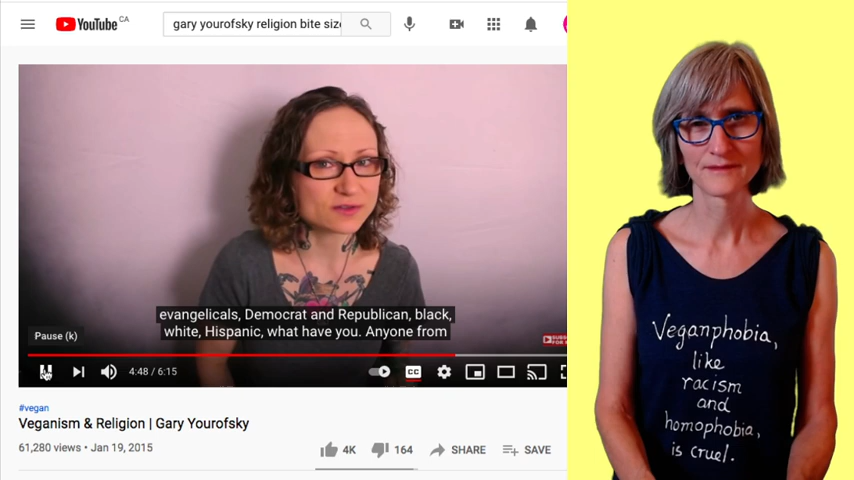 YouTube CA
gary yourofsky religion bite siz
evangelicals, Democrat and Republican, black,
white, Hispanic, what have you. Anyone from
Pause (k)
4:48 / 6:15
CC
#vegan
Veganism & Religion | Gary Yourofsky
61,280 views • Jan 19, 2015
4K
164
SHARE
SAVE
Veganphobia,
like
racism
and
homophobia,
is cruel.